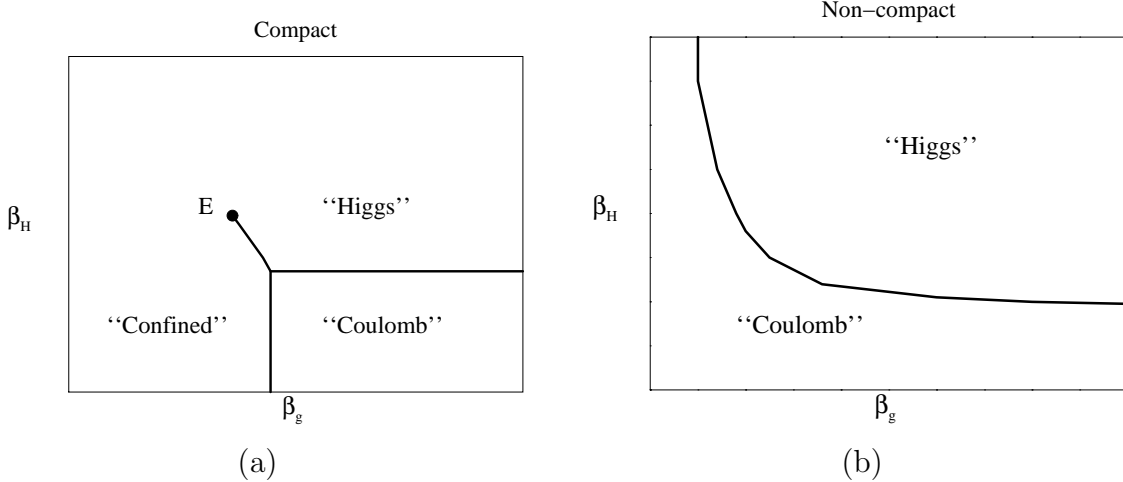 Compact
β_H
E
‘‘Higgs’’
‘‘Confined’’
‘‘Coulomb’’
β_g
(a)
Non−compact
β_H
‘‘Higgs’’
‘‘Coulomb’’
β_g
(b)